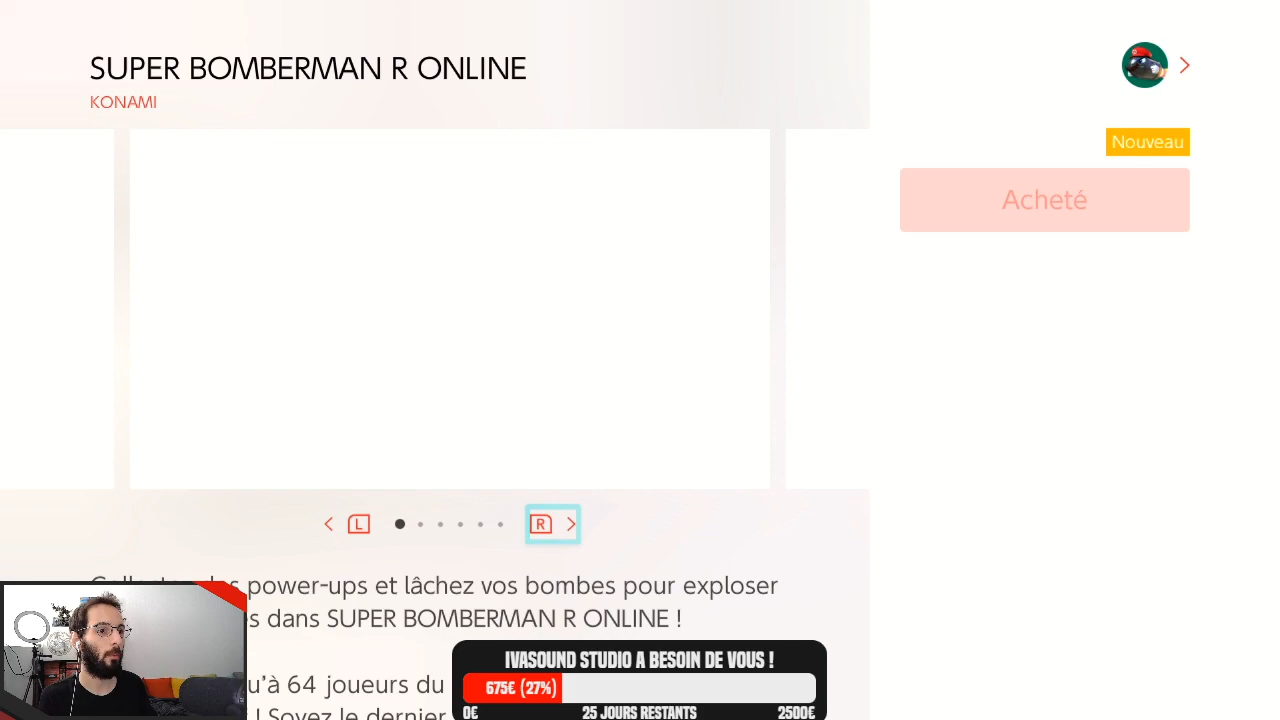 SUPER BOMBERMAN R ONLINE
KONAMI
Nouveau
Acheté
L
R
power-ups et lâchez vos bombes pour exploser
dans SUPER BOMBERMAN R ONLINE !
64 joueurs du
! Soyez le dernier
IVASOUND STUDIO A BESOIN DE VOUS !
675€ (27%)
0€ 25 JOURS RESTANTS 2500€